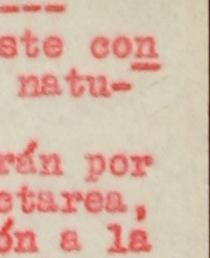 ----
ste con
natu-
rán por
ctarea,
ón a la